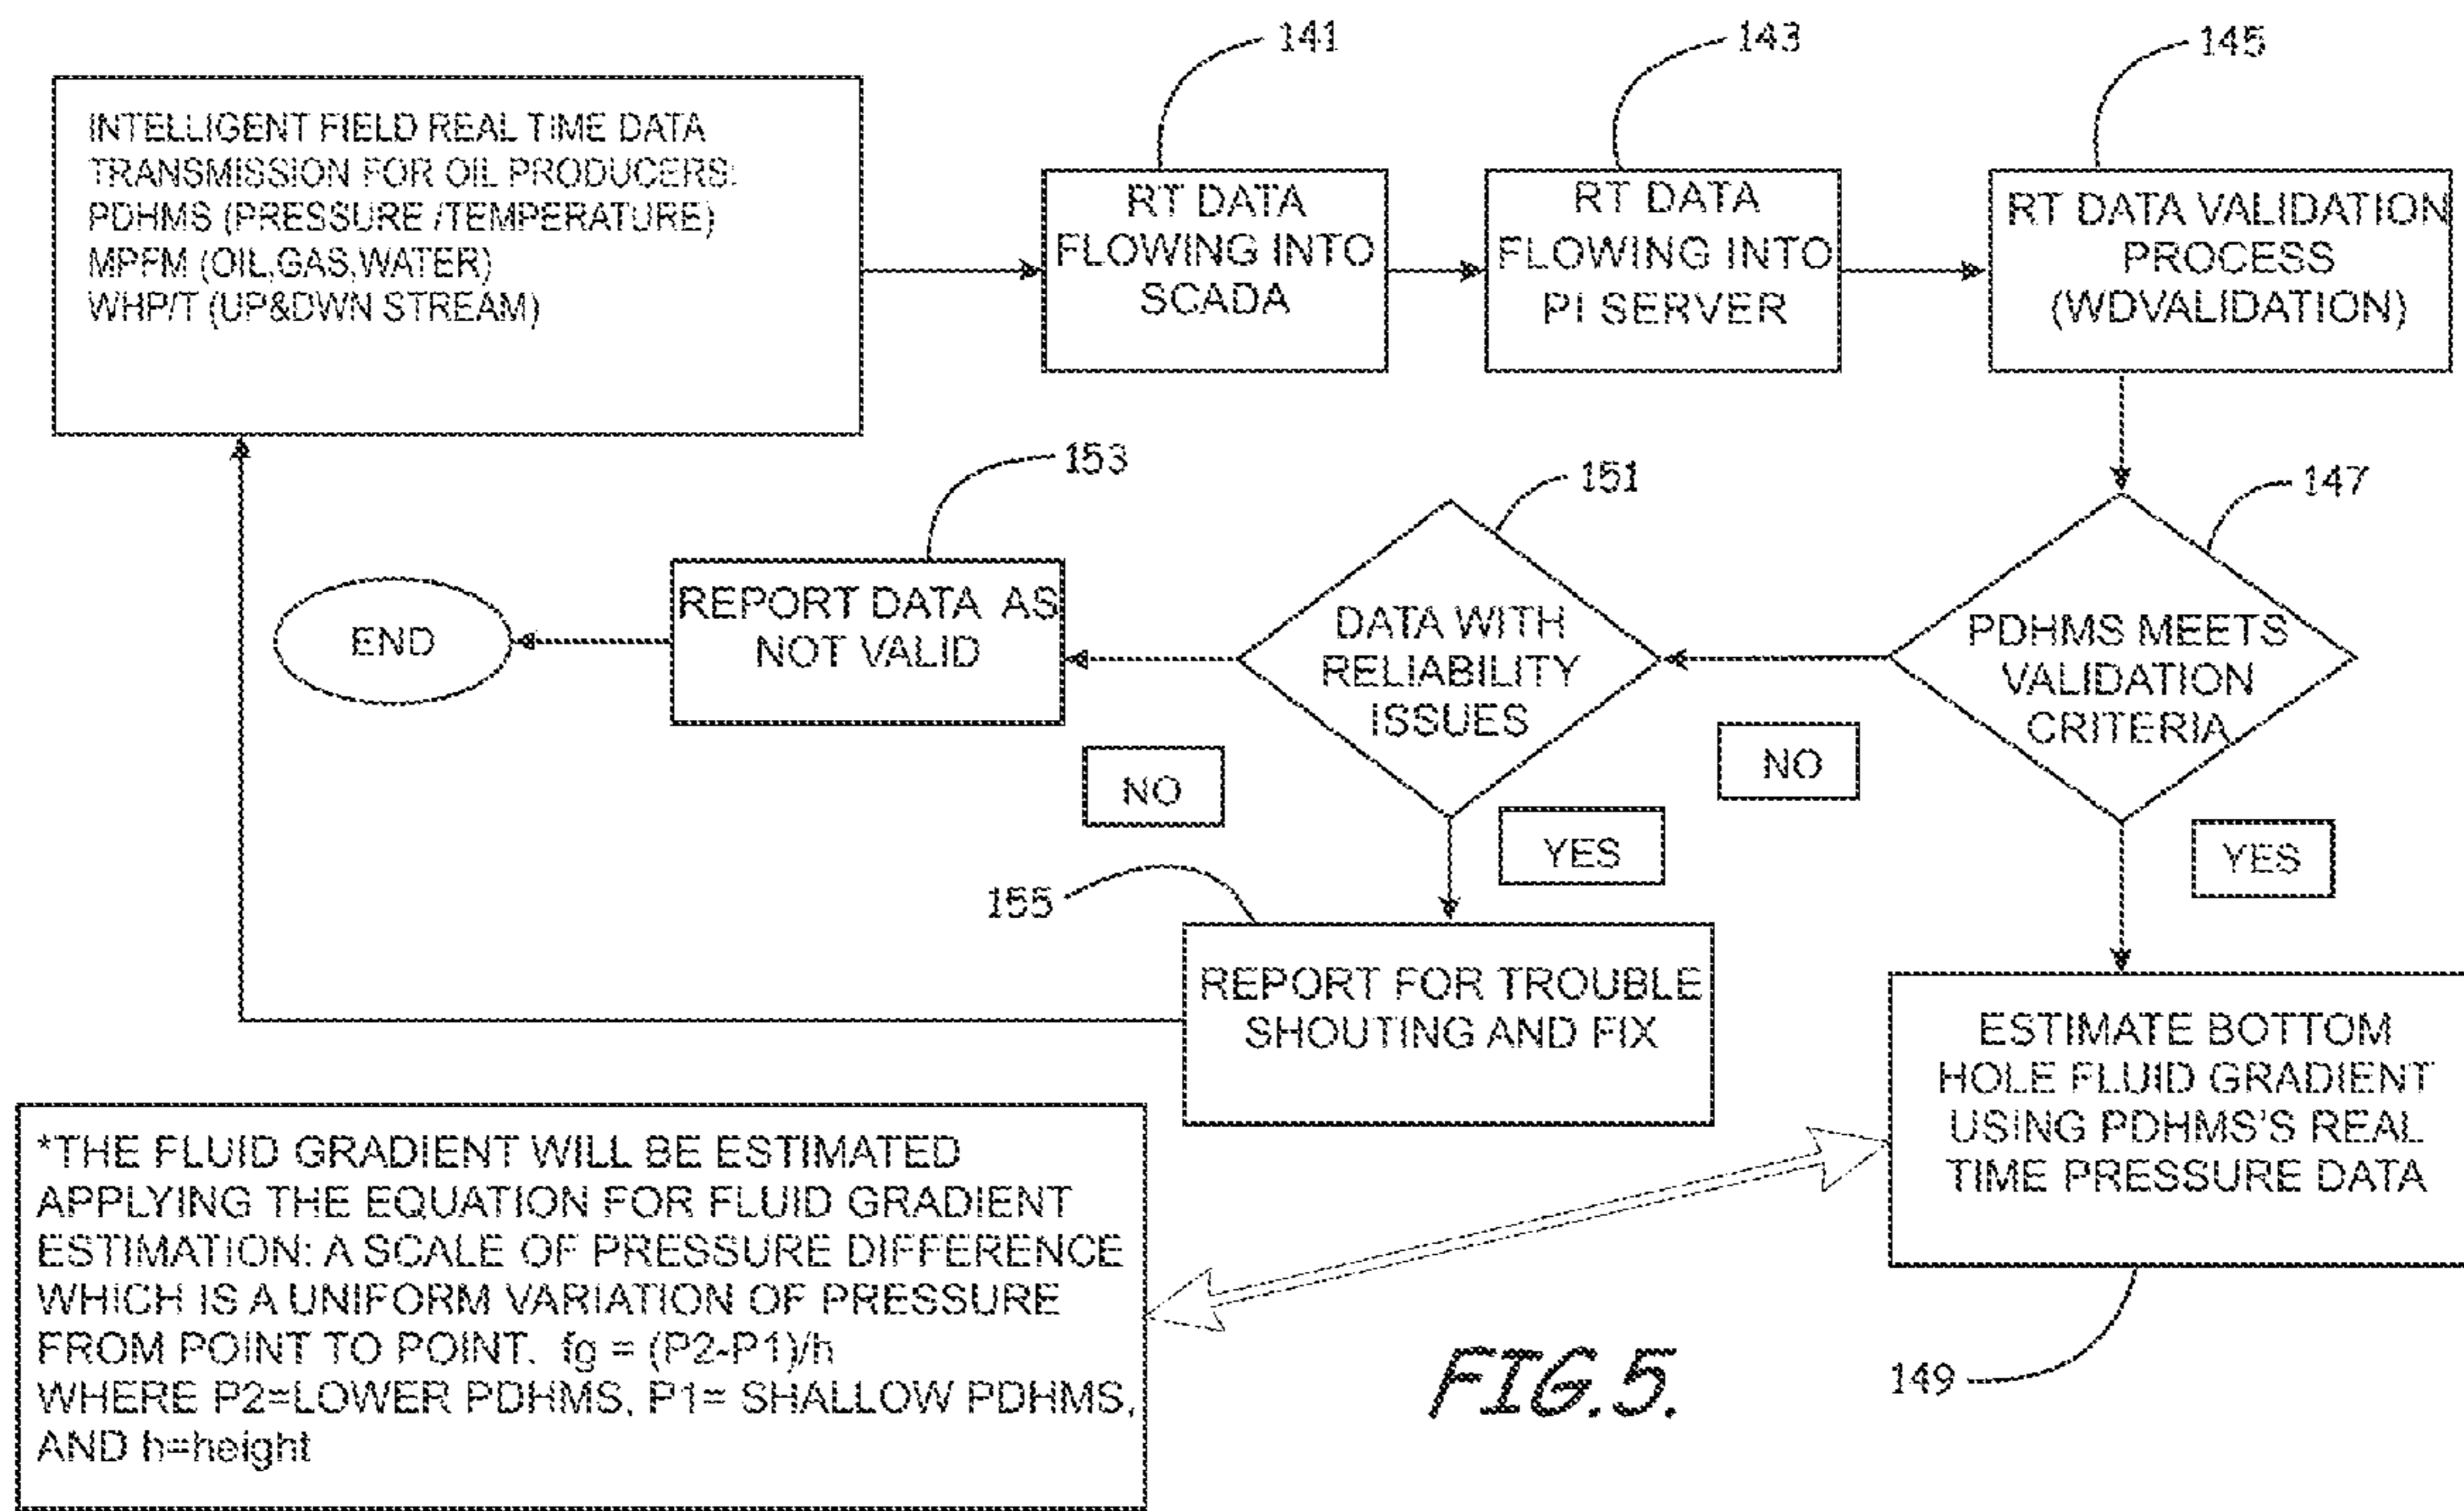 141
143
145
INTELLIGENT FIELD REAL TIME DATA
TRANSMISSION FOR OIL PRODUCERS:
PDHMS (PRESSURE /TEMPERATURE)
MPFM (OIL,GAS,WATER)
WHP/T (UP&DWN STREAM)
RT DATA
FLOWING INTO
SCADA
RT DATA
FLOWING INTO
PI SERVER
RT DATA VALIDATION
PROCESS
(WDVALIDATION)
153
151
147
END
REPORT DATA AS
NOT VALID
DATA WITH
RELIABILITY
ISSUES
PDHMS MEETS
VALIDATION
CRITERIA
NO
YES
NO
YES
155
REPORT FOR TROUBLE
SHOUTING AND FIX
ESTIMATE BOTTOM
HOLE FLUID GRADIENT
USING PDHMS'S REAL
TIME PRESSURE DATA
149
*THE FLUID GRADIENT WILL BE ESTIMATED
APPLYING THE EQUATION FOR FLUID GRADIENT
ESTIMATION: A SCALE OF PRESSURE DIFFERENCE
WHICH IS A UNIFORM VARIATION OF PRESSURE
FROM POINT TO POINT. fg = (P2-P1)/h
WHERE P2=LOWER PDHMS, P1= SHALLOW PDHMS,
AND h=height
FIG.5.